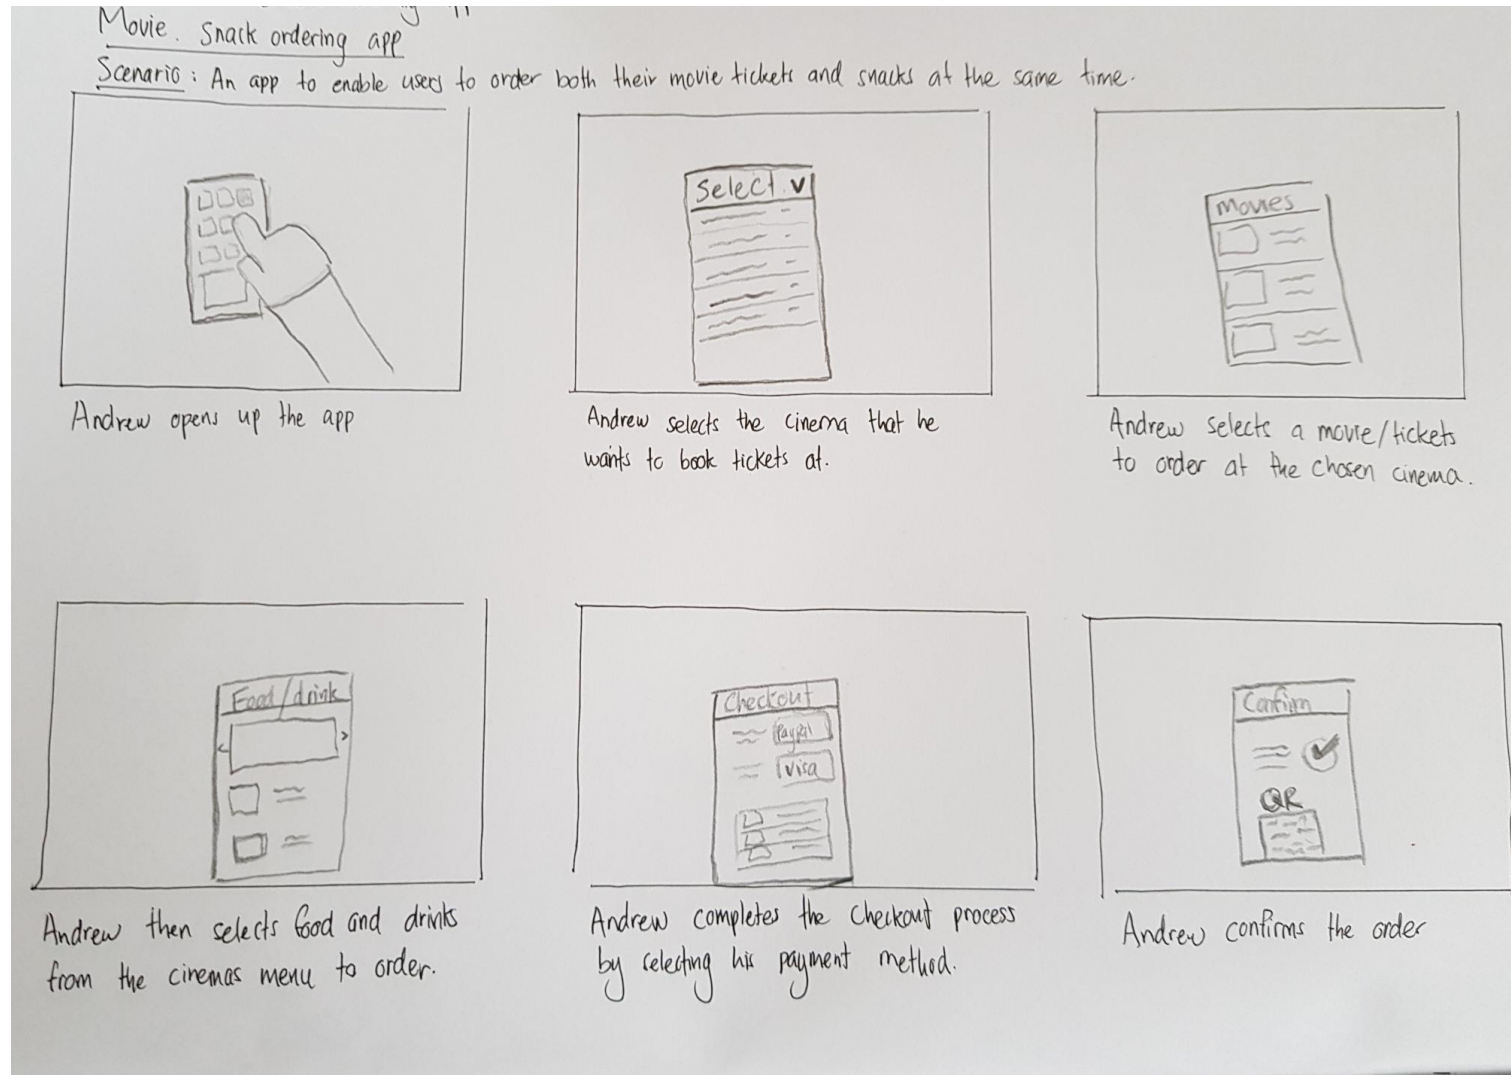 Movie. Snack ordering app
Scenario: An app to enable users to order both their movie tickets and snacks at the same time.
Select v
Movies
Andrew opens up the app
Andrew selects the cinema that he
wants to book tickets at.
Andrew selects a movie/tickets
to order at the chosen cinema.
Food/drink
<
>
Checkout
PayPal
Visa
Confirm
QR
Andrew then selects food and drinks
from the cinemas menu to order.
Andrew completes the checkout process
by selecting his payment method.
Andrew confirms the order